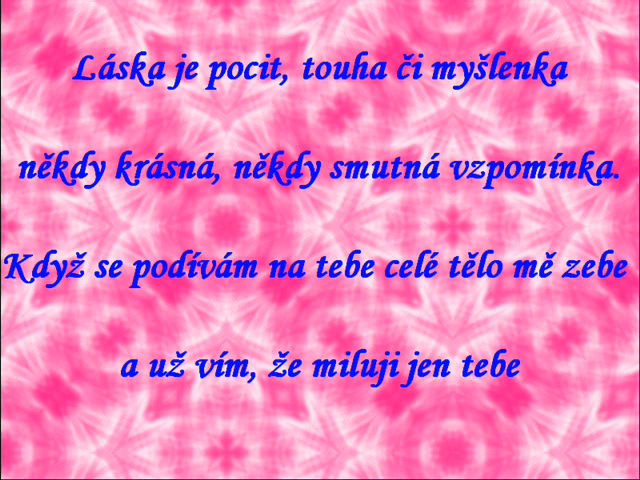 Láska je pocit, touha či myšlenka
někdy krásná, někdy smutná vzpomínka.
Když se podívám na tebe celé tělo mě zebe
a už vím, že miluji jen tebe